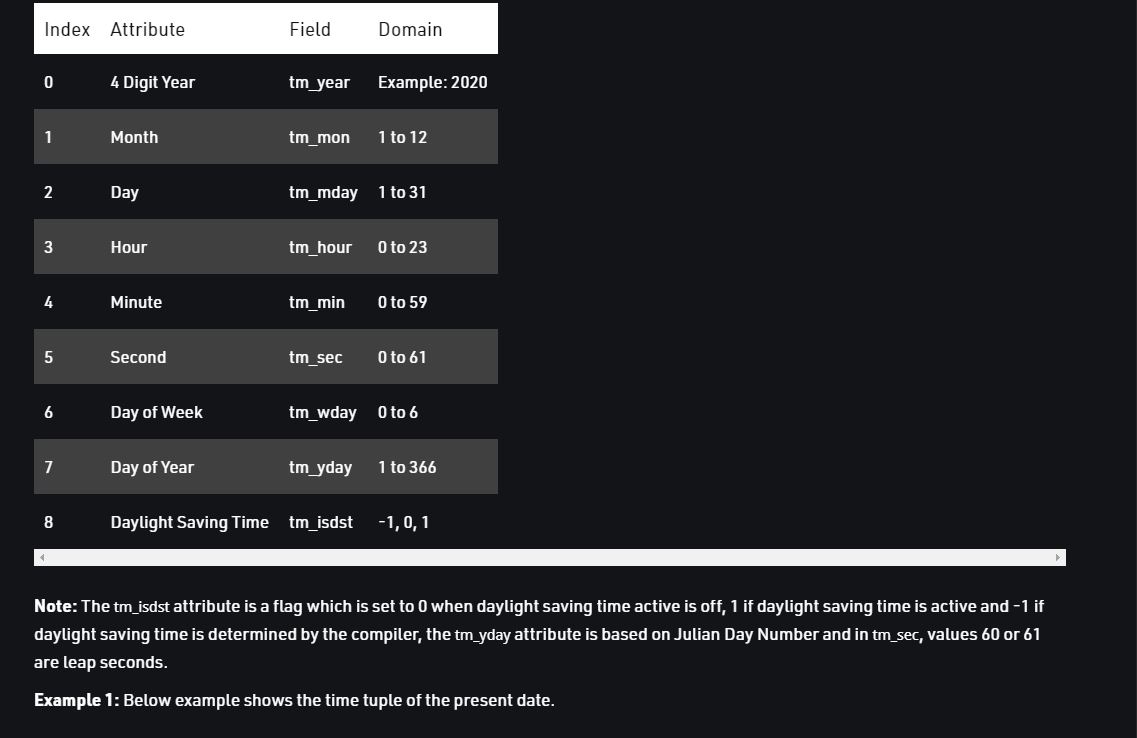 Index Attribute Field Domain
0 4 Digit Year tm_year Example: 2020
1 Month tm_mon 1 to 12
2 Day tm_mday 1 to 31
3 Hour tm_hour 0 to 23
4 Minute tm_min 0 to 59
5 Second tm_sec 0 to 61
6 Day of Week tm_wday 0 to 6
7 Day of Year tm_yday 1 to 366
8 Daylight Saving Time tm_isdst -1, 0, 1
Note: The tm_isdst attribute is a flag which is set to 0 when daylight saving time active is off, 1 if daylight saving time is active and -1 if
daylight saving time is determined by the compiler, the tm_yday attribute is based on Julian Day Number and in tm_sec, values 60 or 61
are leap seconds.
Example 1: Below example shows the time tuple of the present date.